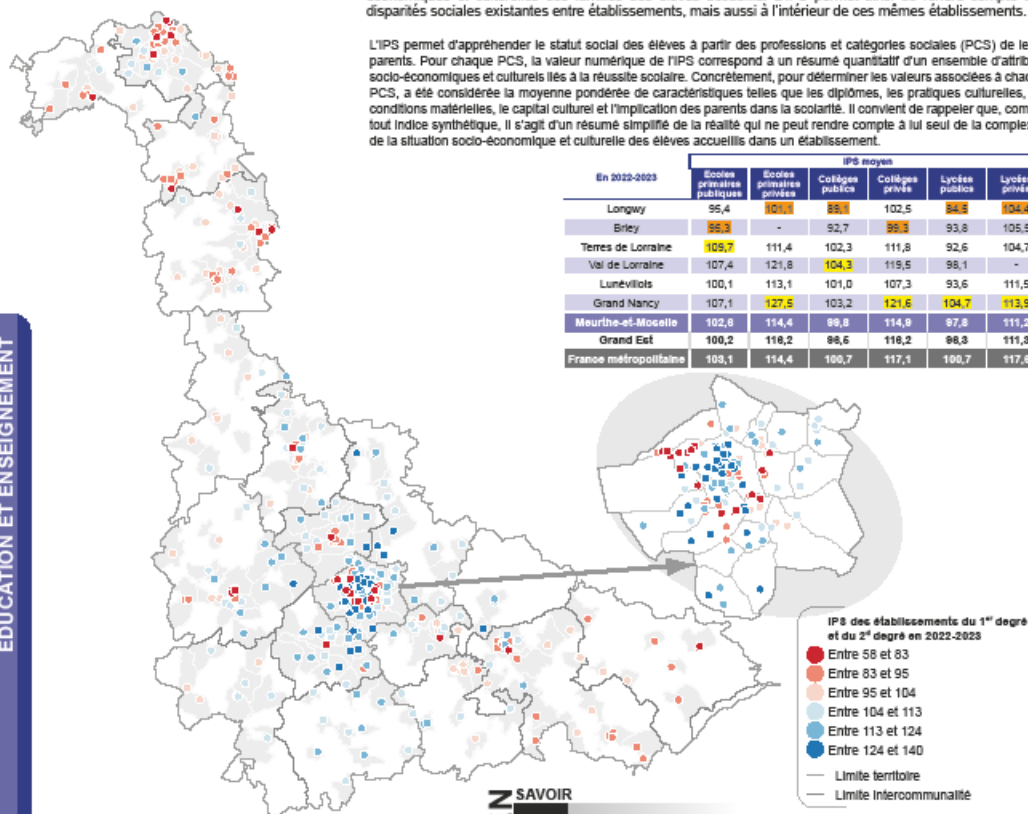 disparités sociales existantes entre établissements, mais aussi à l'intérieur de ces mêmes établissements.
L'IPS permet d'appréhender le statut social des élèves à partir des professions et catégories sociales (PCS) de le
parents. Pour chaque PCS, la valeur numérique de l'IPS correspond à un résumé quantitatif d'un ensemble d'attrib
socio-économiques et culturels liés à la réussite scolaire. Concrètement, pour déterminer les valeurs associées à chac
PCS, a été considérée la moyenne pondérée de caractéristiques telles que les diplômes, les pratiques culturelles,
conditions matérielles, le capital culturel et l'implication des parents dans la scolarité. Il convient de rappeler que, com
tout indice synthétique, il s'agit d'un résumé simplifié de la réalité qui ne peut rendre compte à lui seul de la comple
de la situation socio-économique et culturelle des élèves accueillis dans un établissement.
IPS moyen
En 2022-2023 Ecoles primaires publiques Ecoles primaires privées Collèges publics Collèges privés Lycées publics Lycées privé
Longwy 95,4 101,1 89,1 102,5 84,5 104,4
Briey 95,3 - 92,7 99,3 93,8 105,9
Terres de Lorraine 109,7 111,4 102,3 111,8 92,6 104,7
Val de Lorraine 107,4 121,8 104,3 119,5 98,1 -
Lunévillois 100,1 113,1 101,0 107,3 93,6 111,5
Grand Nancy 107,1 127,5 103,2 121,6 104,7 113,9
Meurthe-et-Moselle 102,6 114,4 99,8 114,9 97,8 111,2
Grand Est 100,2 116,2 96,5 116,2 98,3 111,3
France métropolitaine 103,1 114,4 100,7 117,1 100,7 117,6
EDUCATION ET ENSEIGNEMENT
IPS des établissements du 1er degré
et du 2d degré en 2022-2023
Entre 58 et 83
Entre 83 et 95
Entre 95 et 104
Entre 104 et 113
Entre 113 et 124
Entre 124 et 140
Limite territoire
Limite intercommunalité
SAVOIR